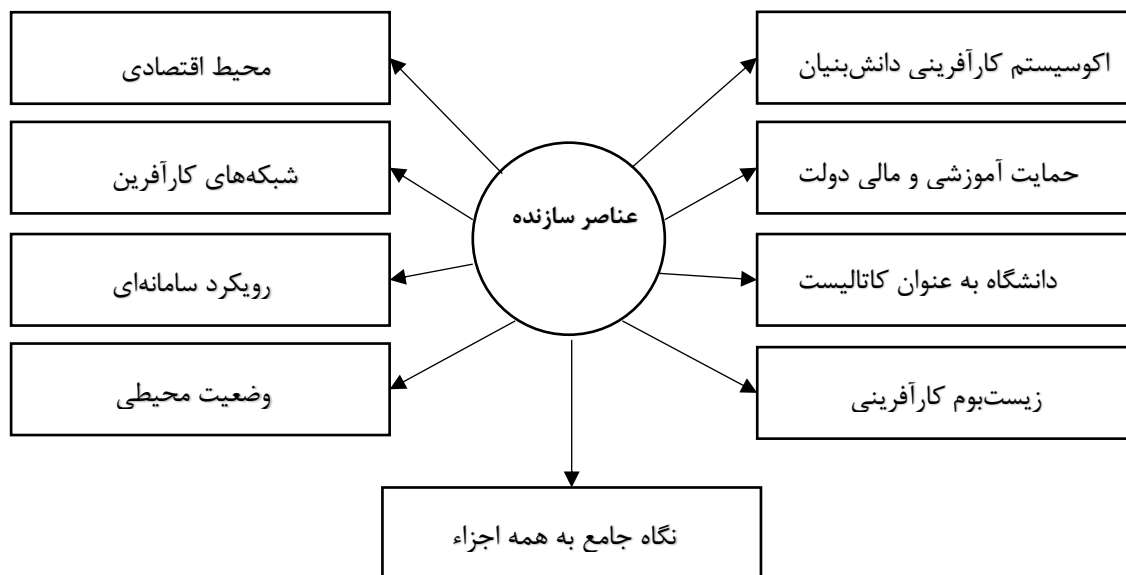 اکوسیستم کارآفرینی دانش‌بنیان
محیط اقتصادی
حمایت آموزشی و مالی دولت
شبکه‌های کارآفرین
عناصر سازنده
دانشگاه به عنوان کاتالیست
رویکرد سامانه‌ای
زیست‌بوم کارآفرینی
وضعیت محیطی
نگاه جامع به همه اجزاء